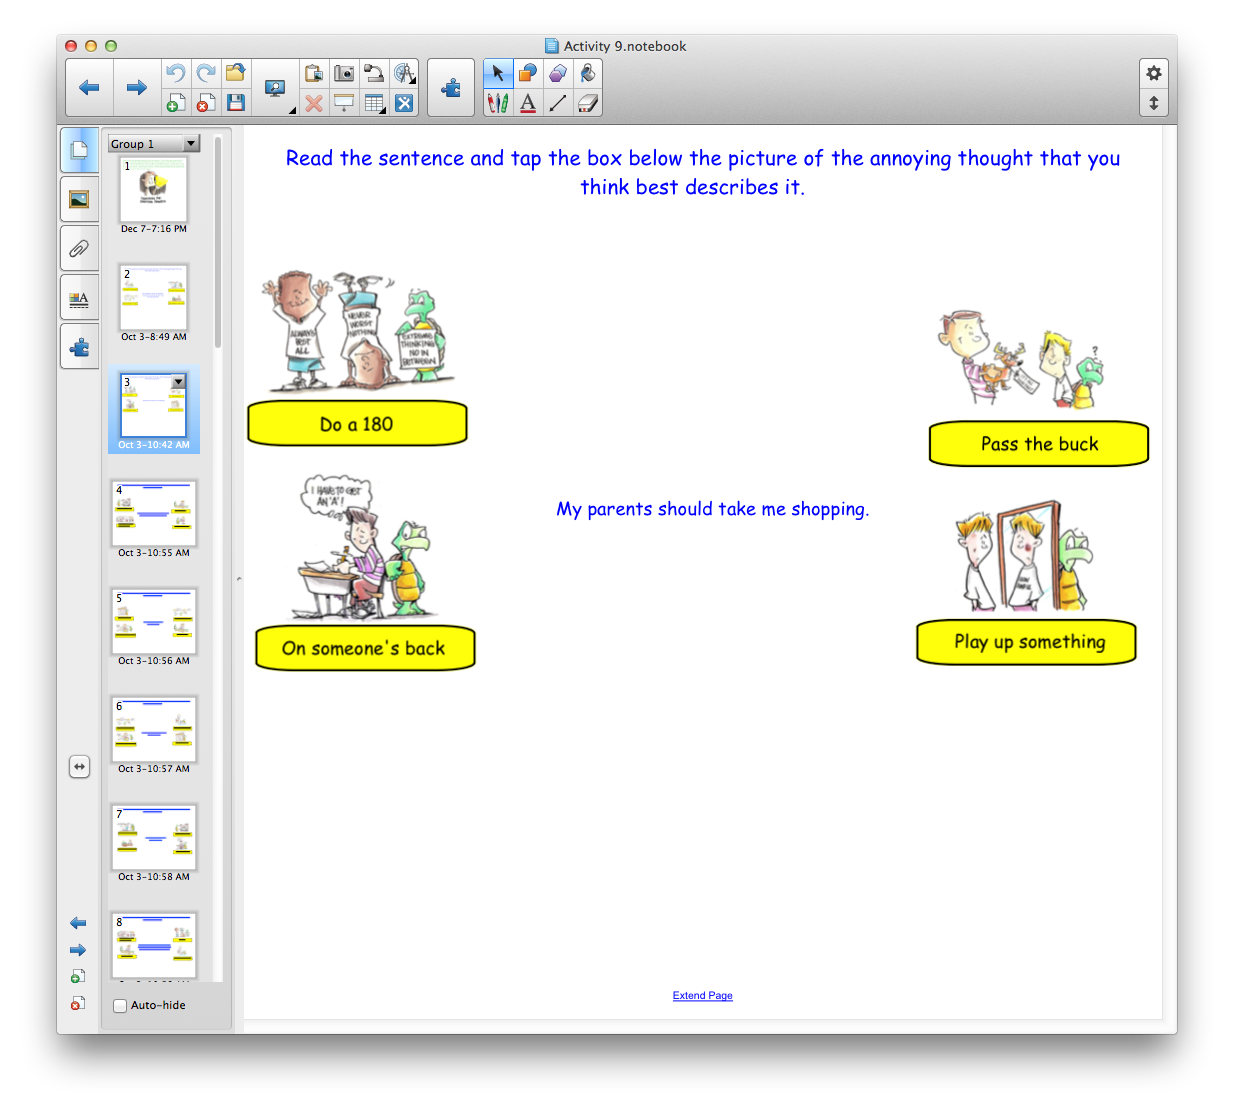 Activity 9.notebook
Group 1
1
Dec 7-7:16 PM
2
Oct 3-8:49 AM
3
Oct 3-10:42 AM
4
Oct 3-10:55 AM
5
Oct 3-10:56 AM
6
Oct 3-10:57 AM
7
Oct 3-10:58 AM
8
Auto-hide
Read the sentence and tap the box below the picture of the annoying thought that you
think best describes it.
ALWAYS
BEST
ALL
NEVER
WORST
NOTHING
EXTREME
THINKING
NO IN
BETWEEN
Do a 180
?
Pass the buck
I HAVE TO GET
AN 'A'!
On someone's back
My parents should take me shopping.
Play up something
Extend Page